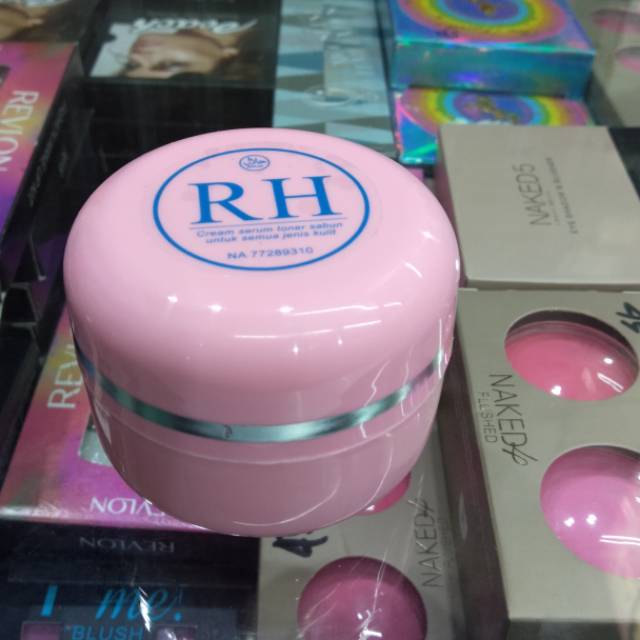 REVLON
RH
Cream serum toner sabun
untuk semua jenis kulit
NA 77289310
NAKED5
NAKED4
FLUSHED
REVLON
REVLON
REVLON
NAKED4
me!
BLUSH